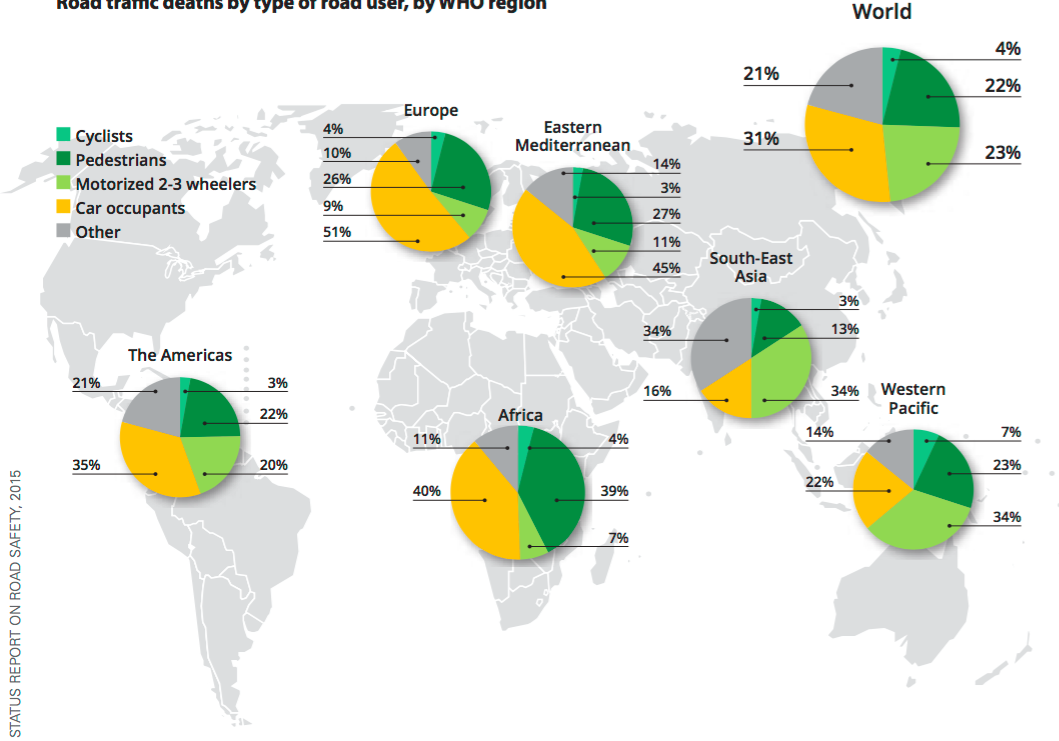 Road traffic deaths by type of road user, by WHO region
World
4%
21%
22%
31%
23%
Cyclists
Pedestrians
Motorized 2-3 wheelers
Car occupants
Other
Europe
4%
10%
26%
9%
51%
Eastern
Mediterranean
14%
3%
27%
11%
45%
South-East
Asia
3%
34%
13%
16%
34%
The Americas
21%
3%
22%
35%
20%
Africa
11%
4%
40%
39%
7%
Western
Pacific
14%
7%
22%
23%
34%
STATUS REPORT ON ROAD SAFETY, 2015